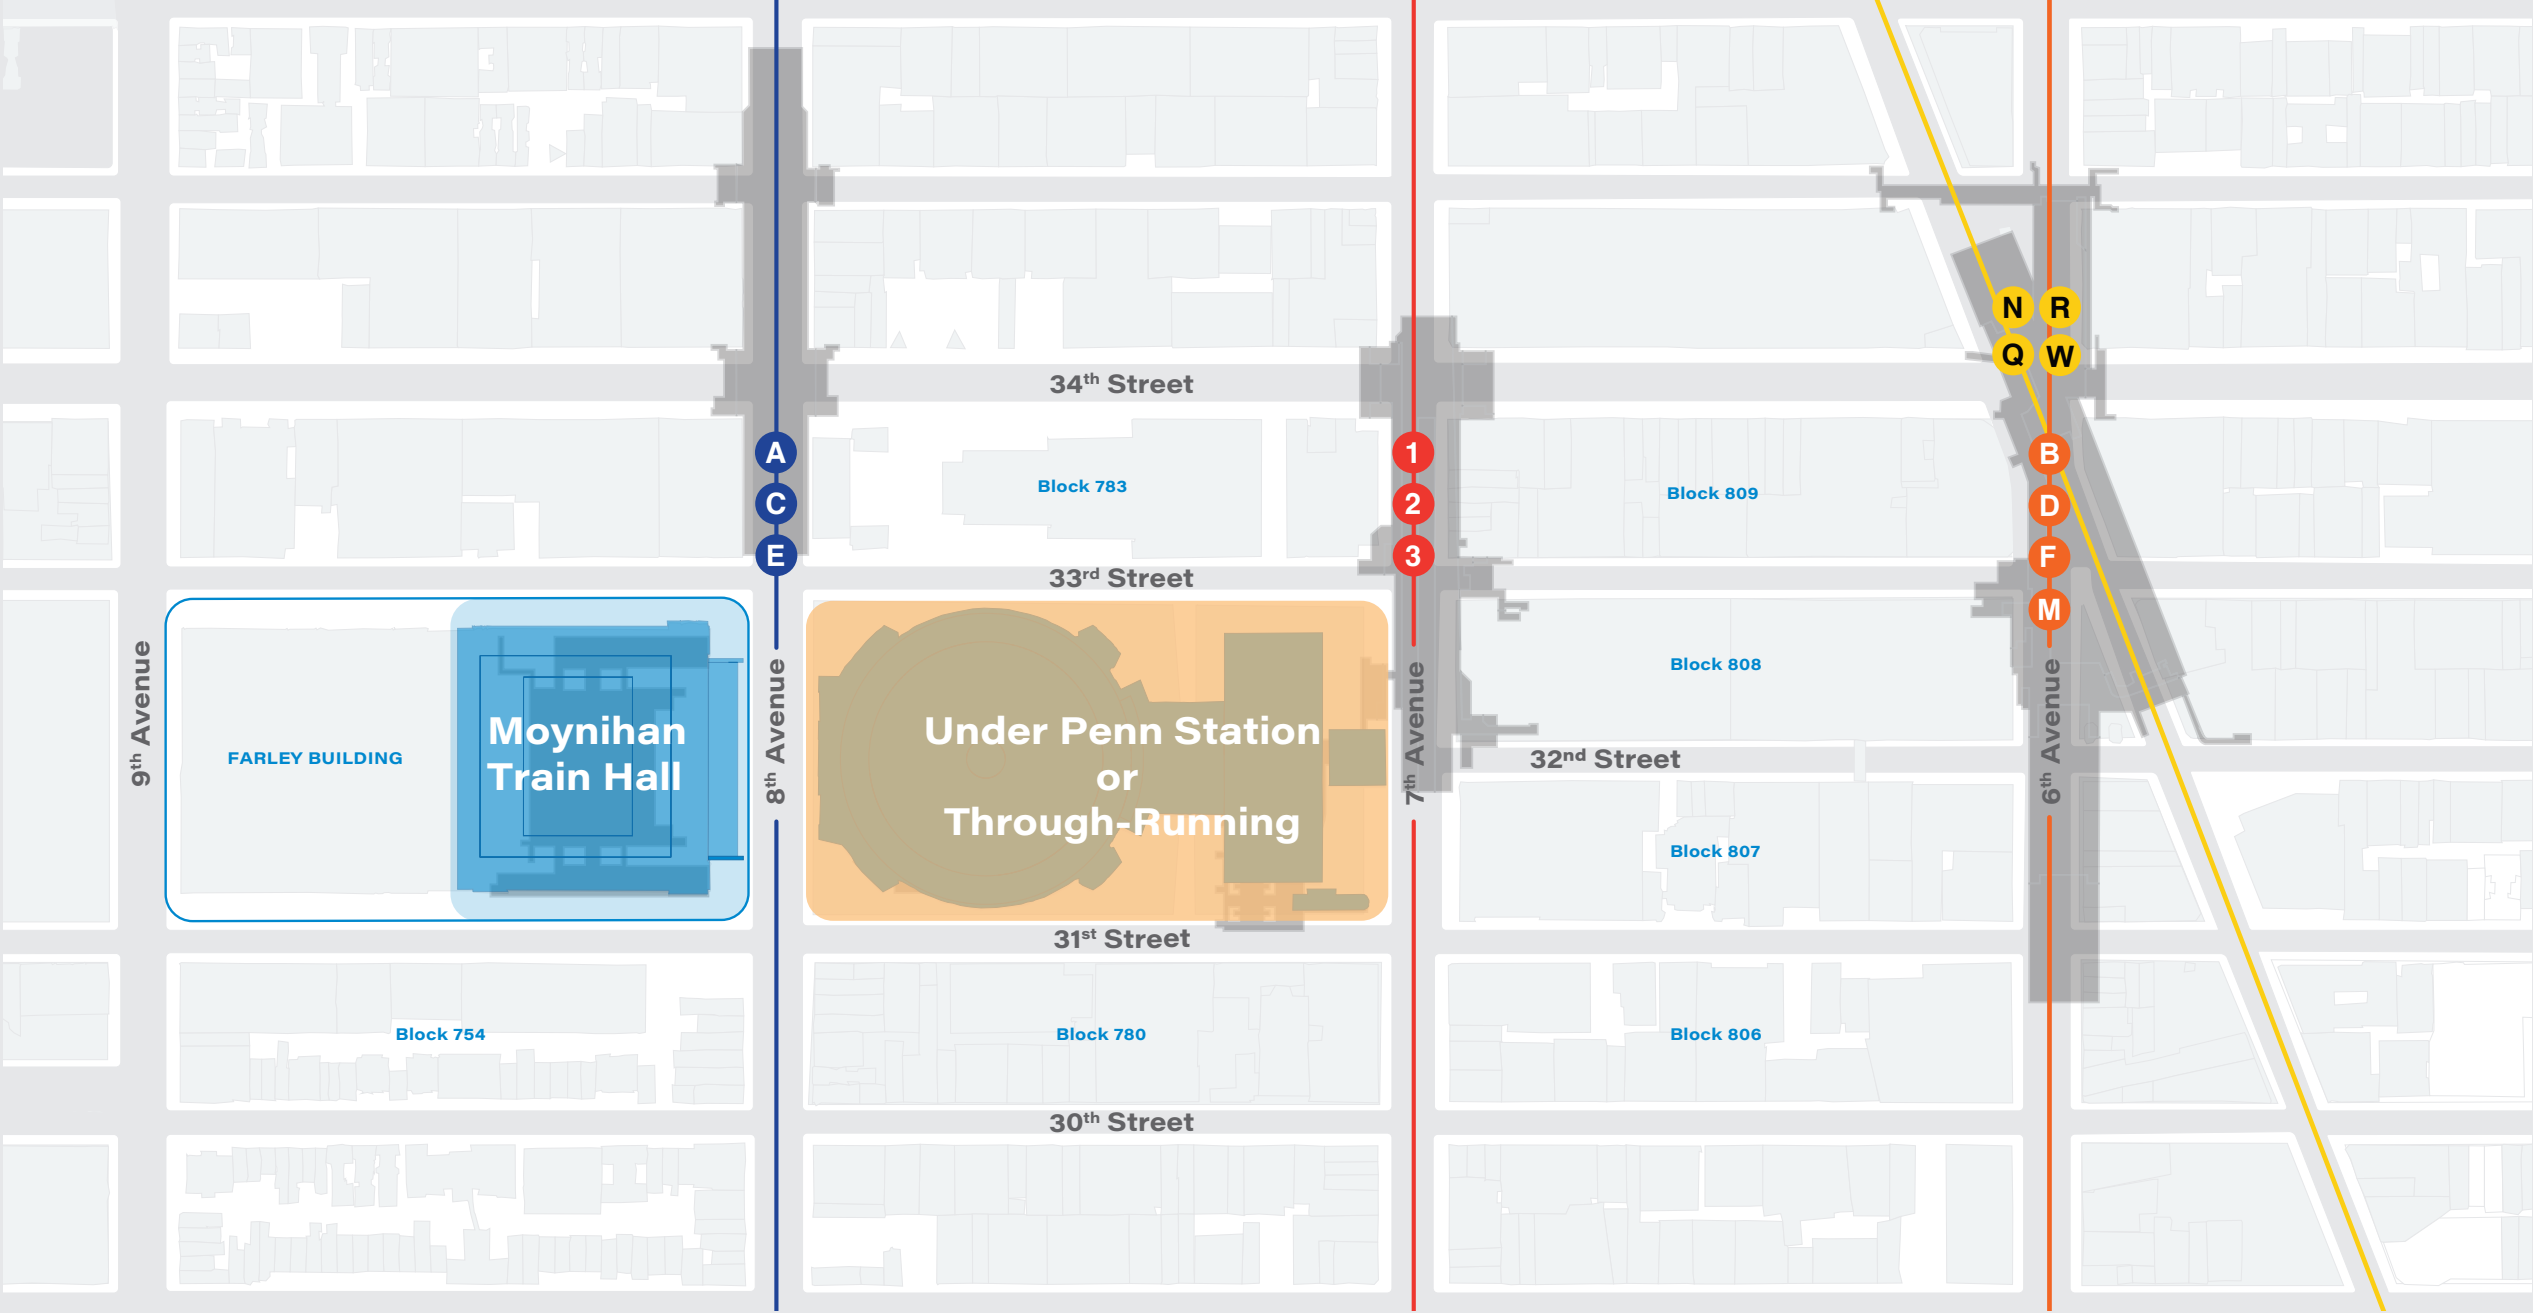 N R
Q W
34th Street
A
C
E
Block 783
1
2
3
Block 809
B
D
F
M
33rd Street
9th Avenue
FARLEY BUILDING
Moynihan
Train Hall
8th Avenue
Under Penn Station
or
Through-Running
7th Avenue
Block 808
6th Avenue
32nd Street
Block 807
31st Street
Block 754
Block 780
Block 806
30th Street